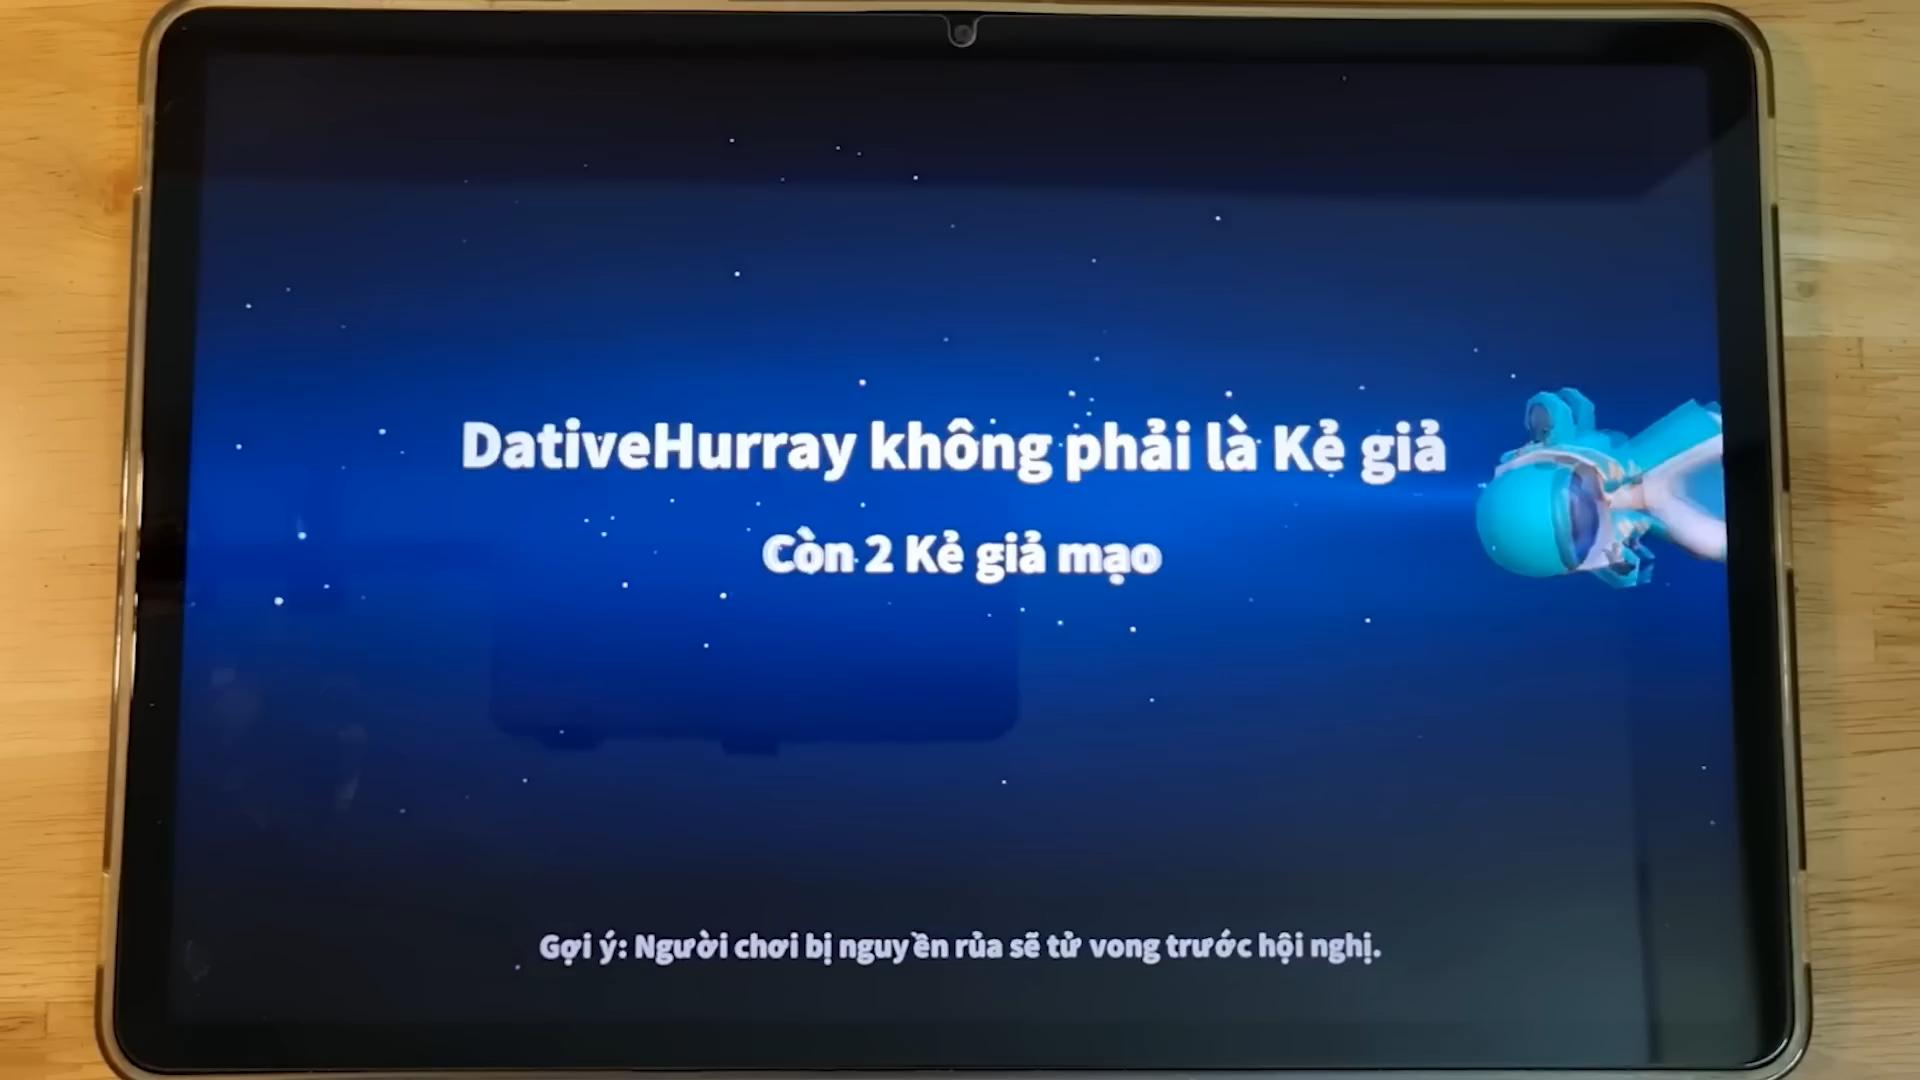 DativeHurray không phải là Kẻ giả
Còn 2 Kẻ giả mạo
Gợi ý: Người chơi bị nguyền rủa sẽ tử vong trước hội nghị.